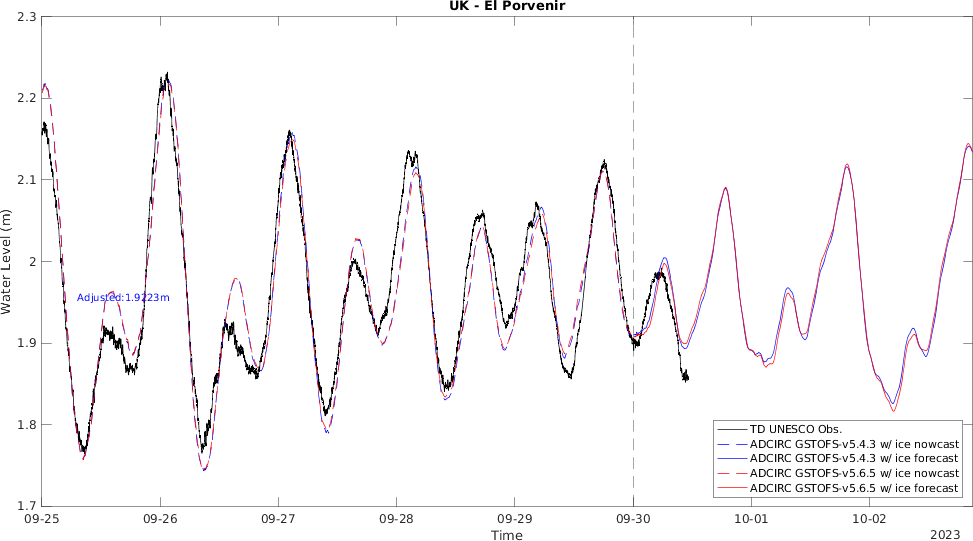 UK - El Porvenir
2.3
2.2
2.1
2
1.9
1.8
1.7
Water Level (m)
Adjusted:1.9223m
TD UNESCO Obs.
ADCIRC GSTOFS-v5.4.3 w/ ice nowcast
ADCIRC GSTOFS-v5.4.3 w/ ice forecast
ADCIRC GSTOFS-v5.6.5 w/ ice nowcast
ADCIRC GSTOFS-v5.6.5 w/ ice forecast
09-25 09-26 09-27 09-28 09-29 09-30 10-01 10-02
Time
2023